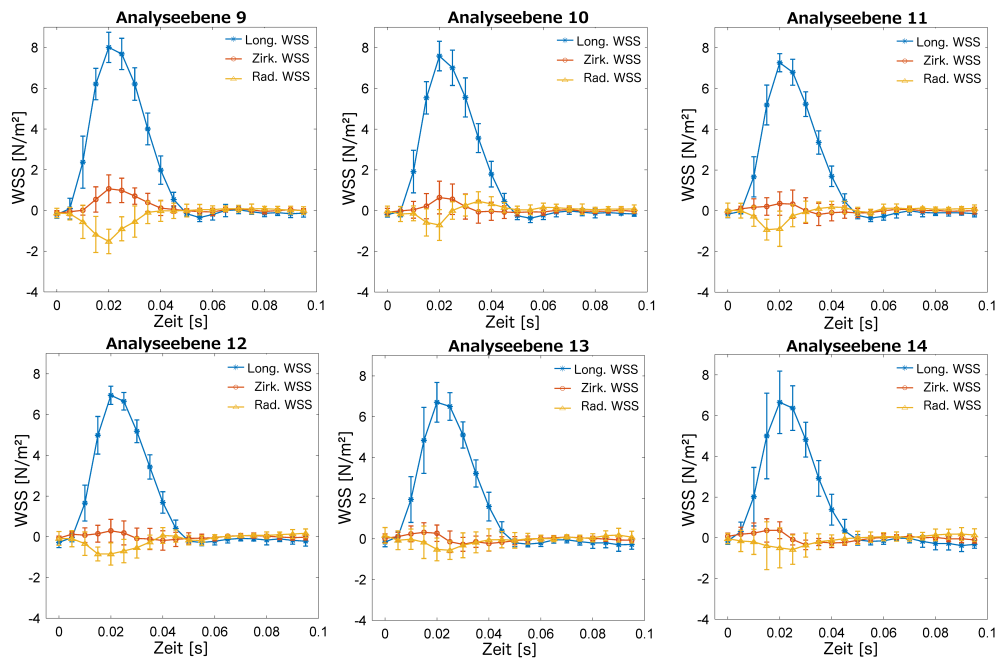 Analyseebene 9
Long. WSS
Zirk. WSS
Rad. WSS
WSS [N/m²]
8
6
4
2
0
-2
-4
0
0.02
0.04
0.06
0.08
0.1
Zeit [s]
Analyseebene 10
Long. WSS
Zirk. WSS
Rad. WSS
WSS [N/m²]
8
6
4
2
0
-2
-4
0
0.02
0.04
0.06
0.08
0.1
Zeit [s]
Analyseebene 11
Long. WSS
Zirk. WSS
Rad. WSS
WSS [N/m²]
8
6
4
2
0
-2
-4
0
0.02
0.04
0.06
0.08
0.1
Zeit [s]
Analyseebene 12
Long. WSS
Zirk. WSS
Rad. WSS
WSS [N/m²]
8
6
4
2
0
-2
-4
0
0.02
0.04
0.06
0.08
0.1
Zeit [s]
Analyseebene 13
Long. WSS
Zirk. WSS
Rad. WSS
WSS [N/m²]
8
6
4
2
0
-2
-4
0
0.02
0.04
0.06
0.08
0.1
Zeit [s]
Analyseebene 14
Long. WSS
Zirk. WSS
Rad. WSS
WSS [N/m²]
8
6
4
2
0
-2
-4
0
0.02
0.04
0.06
0.08
0.1
Zeit [s]